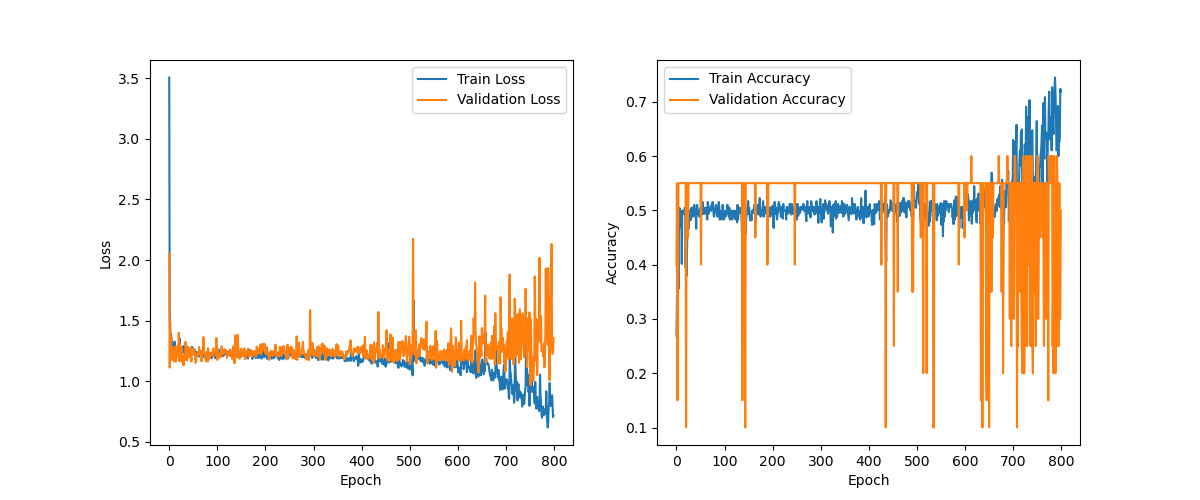 3.5
3.0
2.5
2.0
1.5
1.0
0.5
Loss
0 100 200 300 400 500 600 700 800
Epoch
Train Loss
Validation Loss
0.7
0.6
0.5
0.4
0.3
0.2
0.1
Accuracy
0 100 200 300 400 500 600 700 800
Epoch
Train Accuracy
Validation Accuracy